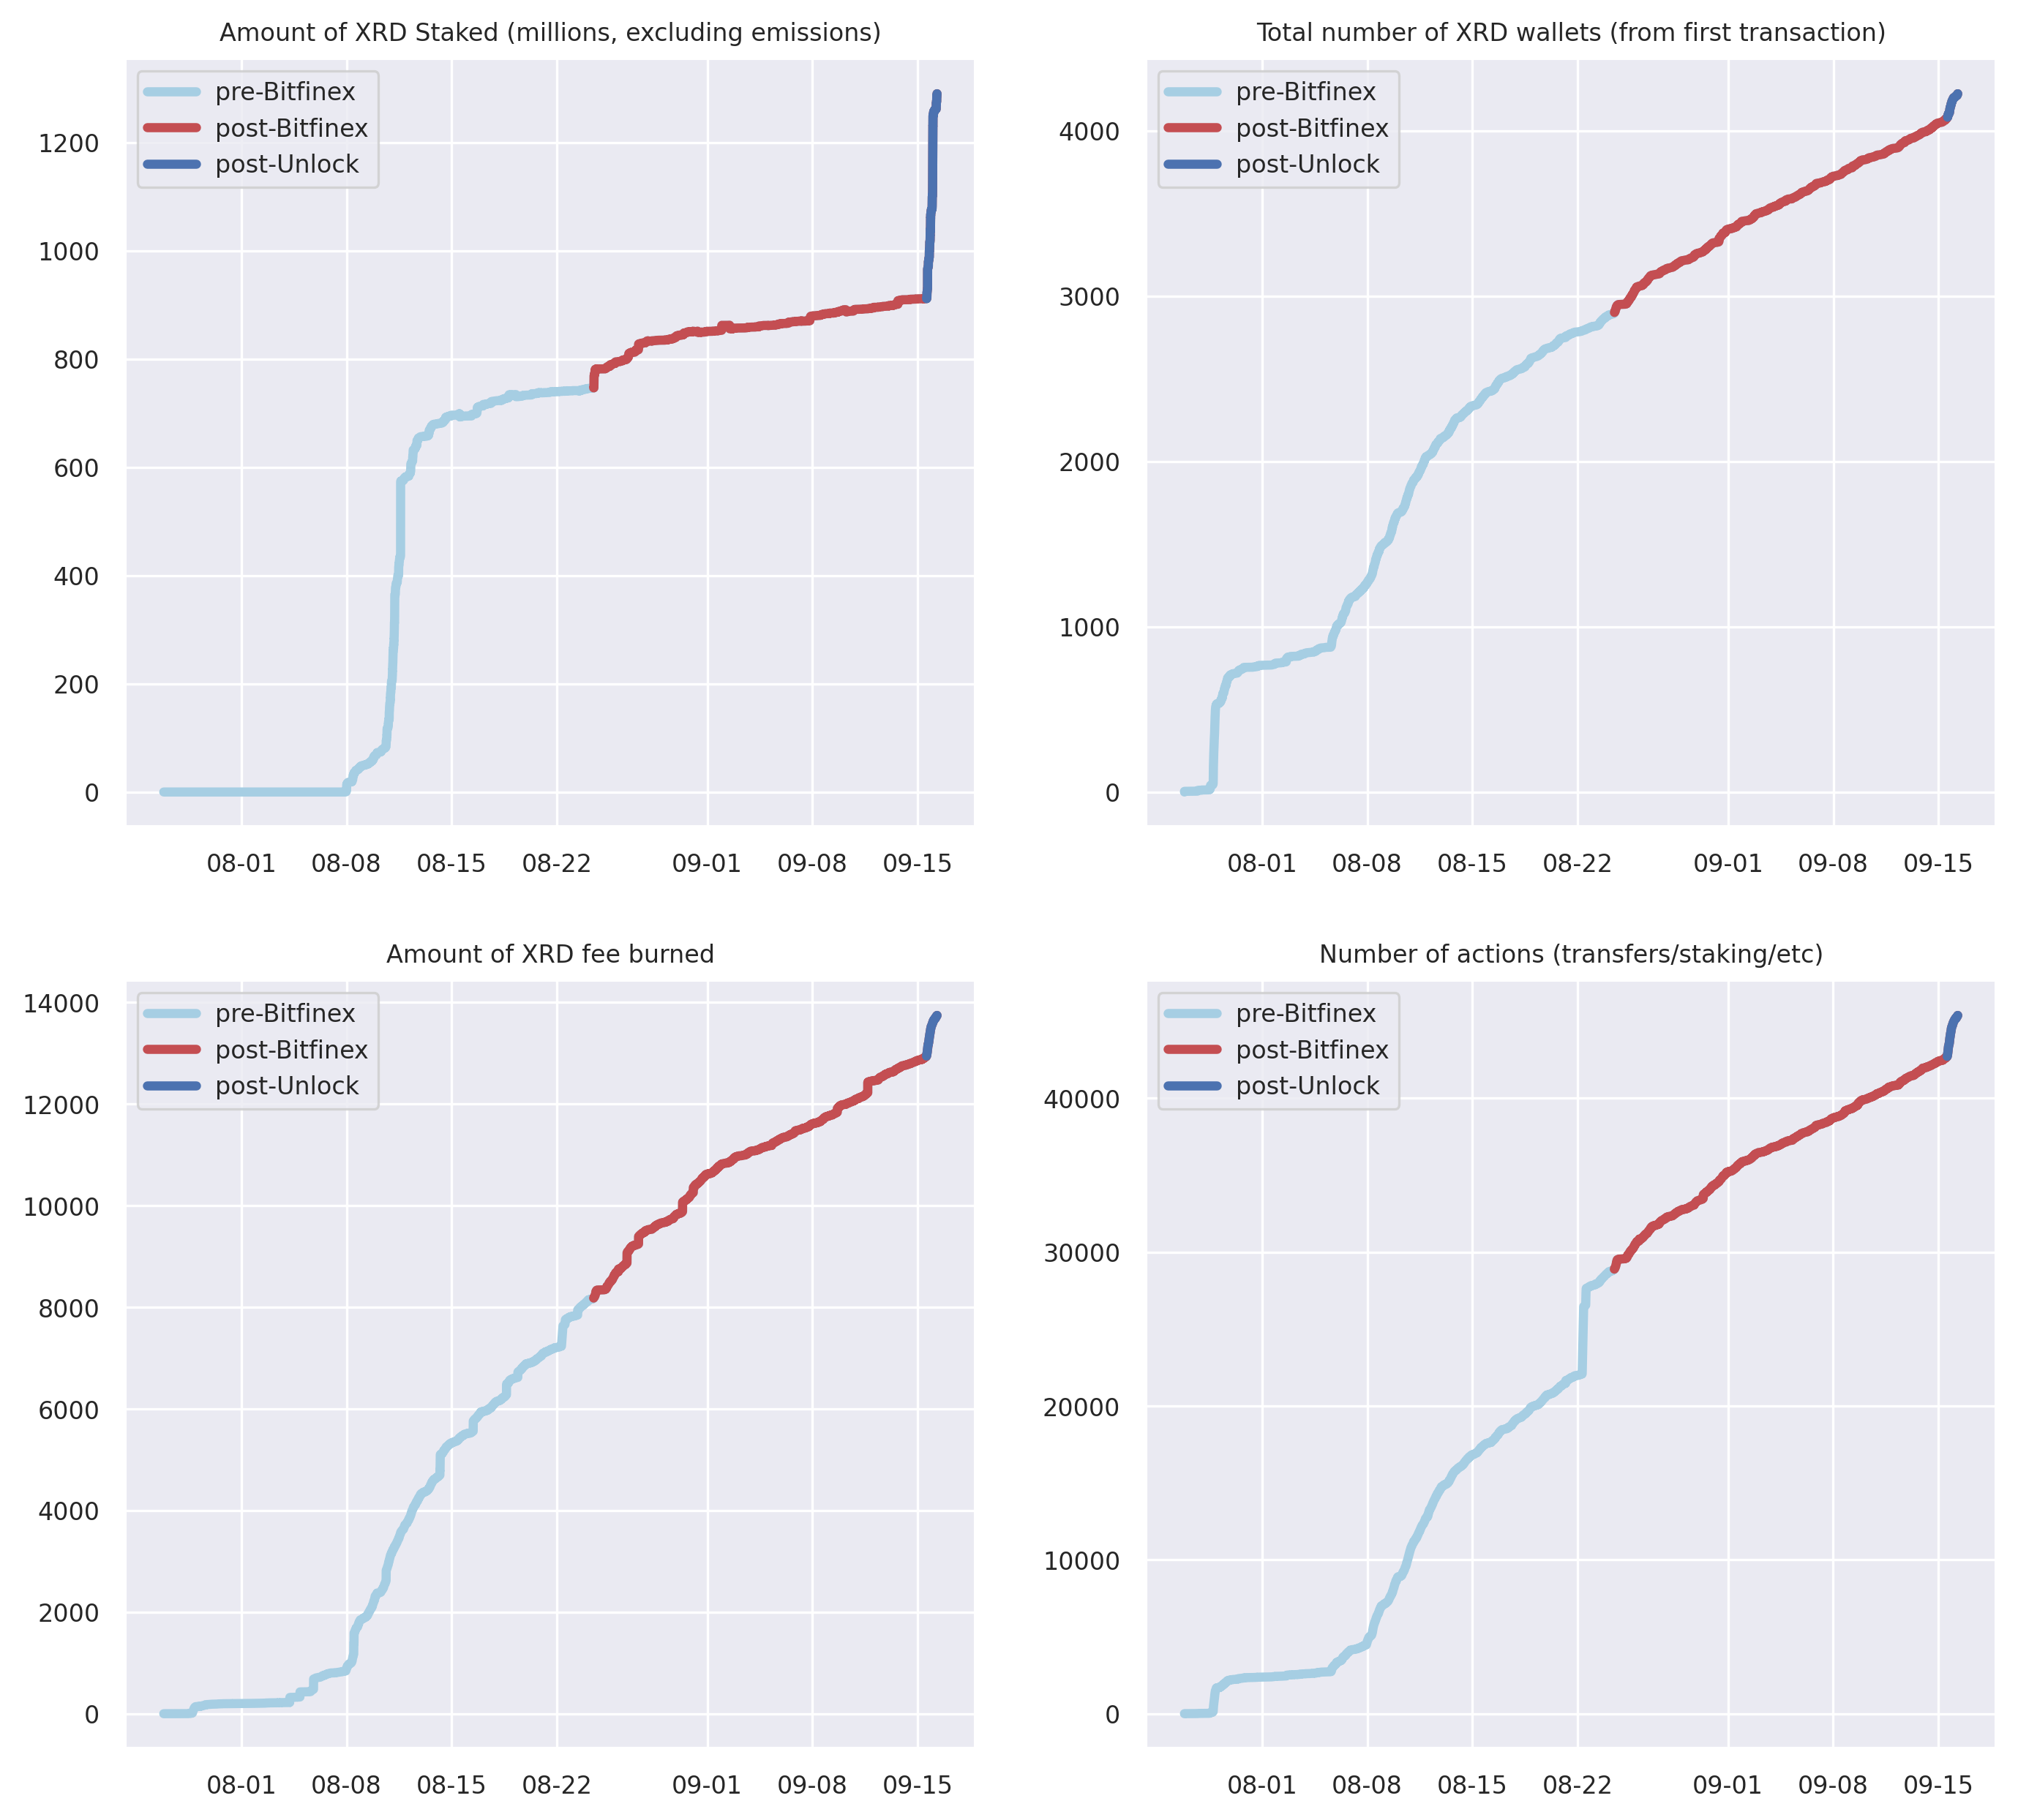 Amount of XRD Staked (millions, excluding emissions)
pre-Bitfinex
post-Bitfinex
post-Unlock
1200
1000
800
600
400
200
0
08-01 08-08 08-15 08-22 09-01 09-08 09-15
Total number of XRD wallets (from first transaction)
pre-Bitfinex
post-Bitfinex
post-Unlock
4000
3000
2000
1000
0
08-01 08-08 08-15 08-22 09-01 09-08 09-15
Amount of XRD fee burned
pre-Bitfinex
post-Bitfinex
post-Unlock
14000
12000
10000
8000
6000
4000
2000
0
08-01 08-08 08-15 08-22 09-01 09-08 09-15
Number of actions (transfers/staking/etc)
pre-Bitfinex
post-Bitfinex
post-Unlock
40000
30000
20000
10000
0
08-01 08-08 08-15 08-22 09-01 09-08 09-15